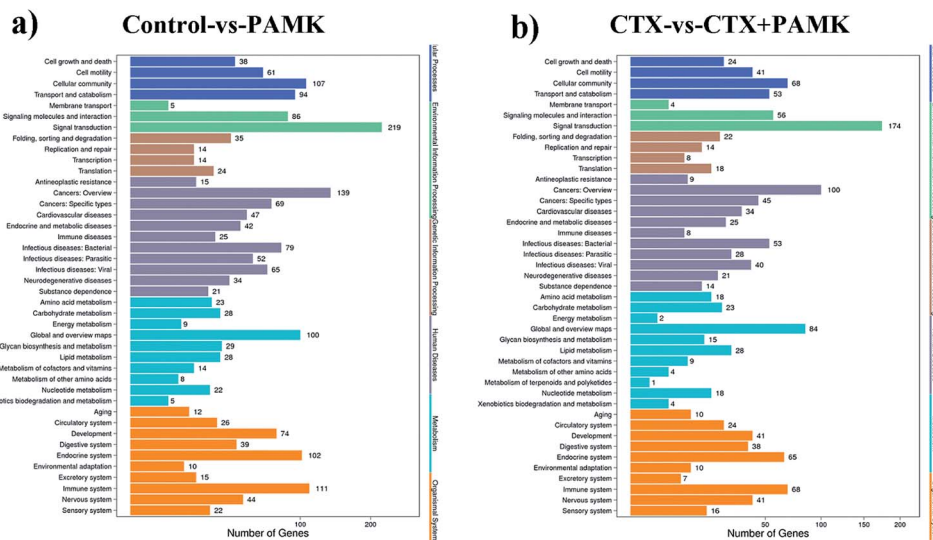 a)
Control-vs-PAMK
Cell growth and death 38
Cell motility 61
Cellular community 107
Transport and catabolism 94
Membrane transport 5
Signaling molecules and interaction 86
Signal transduction 219
Folding, sorting and degradation 35
Replication and repair 14
Transcription 14
Translation 24
Antineoplastic resistance 15
Cancers: Overview 139
Cancers: Specific types 69
Cardiovascular diseases 47
Endocrine and metabolic diseases 42
Immune diseases 25
Infectious diseases: Bacterial 79
Infectious diseases: Parasitic 52
Infectious diseases: Viral 65
Neurodegenerative diseases 34
Substance dependence 21
Amino acid metabolism 23
Carbohydrate metabolism 28
Energy metabolism 9
Global and overview maps 100
Glycan biosynthesis and metabolism 29
Lipid metabolism 28
Metabolism of cofactors and vitamins 14
Metabolism of other amino acids 8
Nucleotide metabolism 22
otics biodegradation and metabolism 5
Aging 12
Circulatory system 26
Development 74
Digestive system 39
Endocrine system 102
Environmental adaptation 10
Excretory system 15
Immune system 111
Nervous system 44
Sensory system 22
100 200
Number of Genes
ular Processes
Environmental Information Processing
Genetic Information Processing
Human Diseases
Metabolism
Organismal System
b)
CTX-vs-CTX+PAMK
Cell growth and death 24
Cell motility 41
Cellular community 68
Transport and catabolism 53
Membrane transport 4
Signaling molecules and interaction 56
Signal transduction 174
Folding, sorting and degradation 22
Replication and repair 14
Transcription 8
Translation 18
Antineoplastic resistance 9
Cancers: Overview 100
Cancers: Specific types 45
Cardiovascular diseases 34
Endocrine and metabolic diseases 25
Immune diseases 8
Infectious diseases: Bacterial 53
Infectious diseases: Parasitic 28
Infectious diseases: Viral 40
Neurodegenerative diseases 21
Substance dependence 14
Amino acid metabolism 18
Carbohydrate metabolism 23
Energy metabolism 2
Global and overview maps 84
Glycan biosynthesis and metabolism 15
Lipid metabolism 28
Metabolism of cofactors and vitamins 9
Metabolism of other amino acids 4
Metabolism of terpenoids and polyketides 1
Nucleotide metabolism 18
Xenobiotics biodegradation and metabolism 4
Aging 10
Circulatory system 24
Development 41
Digestive system 38
Endocrine system 65
Environmental adaptation 10
Excretory system 7
Immune system 68
Nervous system 41
Sensory system 16
50 100 150 200
Number of Genes